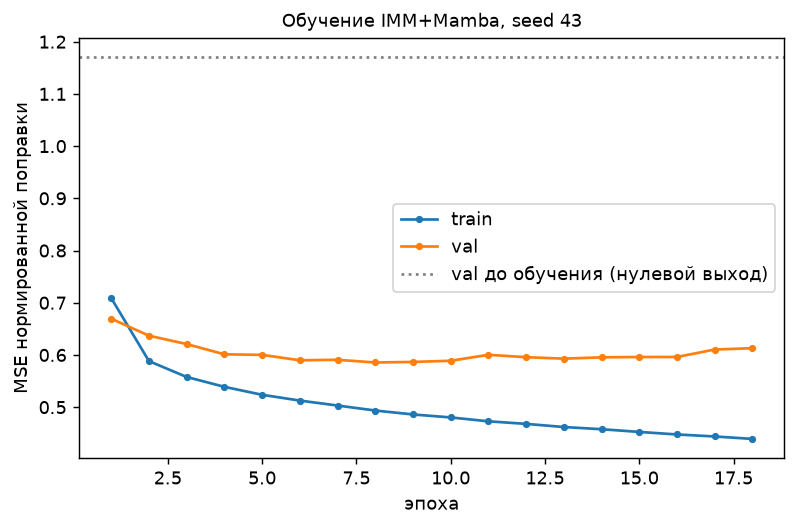 Обучение IMM+Mamba, seed 43
MSE нормированной поправки
1.2
1.1
1.0
0.9
0.8
0.7
0.6
0.5
train
val
val до обучения (нулевой выход)
2.5 5.0 7.5 10.0 12.5 15.0 17.5
эпоха